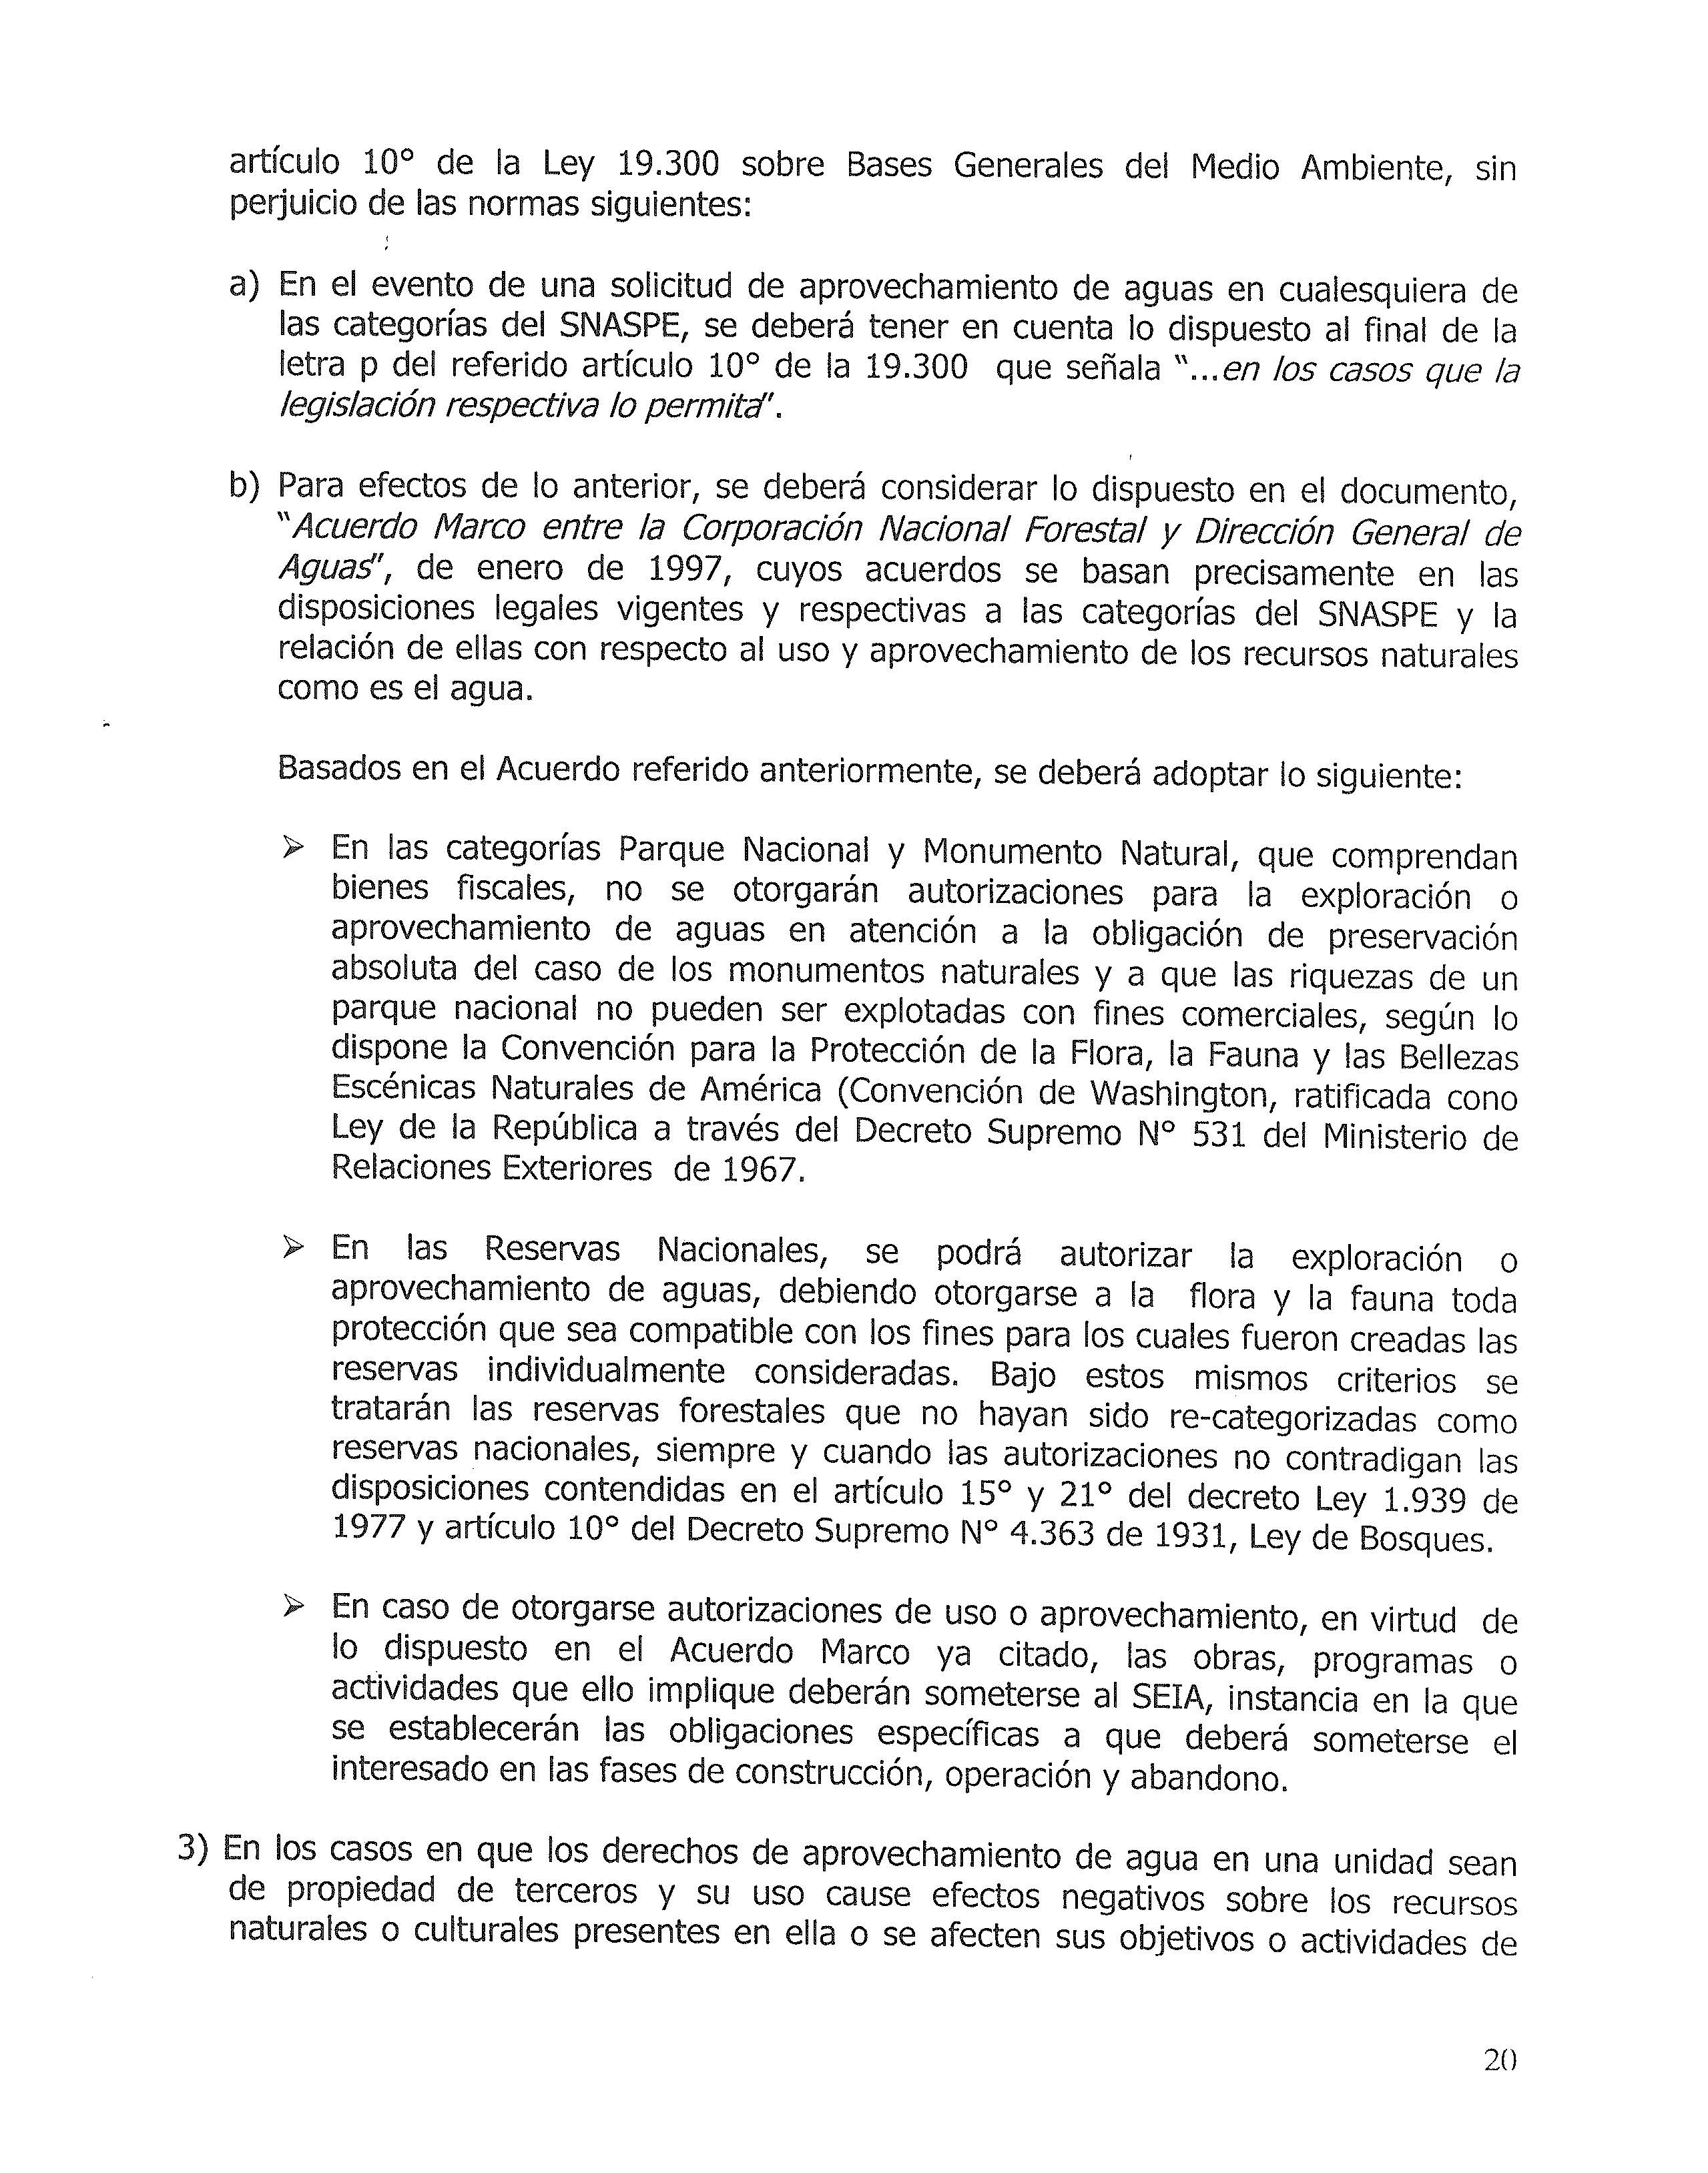 artículo 10° de la Ley 19.300 sobre Bases Generales del Medio Ambiente, sin
perjuicio de las normas siguientes:
a) En el evento de una solicitud de aprovechamiento de aguas en cualesquiera de
las categorías del SNASPE, se deberá tener en cuenta lo dispuesto al final de la
letra p del referido artículo 10° de la 19.300 que señala "...en los casos que la
legislación respectiva lo permita".
b) Para efectos de lo anterior, se deberá considerar lo dispuesto en el documento,
"Acuerdo Marco entre la Corporación Nacional Forestal y Dirección General de
Aguas", de enero de 1997, cuyos acuerdos se basan precisamente en las
disposiciones legales vigentes y respectivas a las categorías del SNASPE y la
relación de ellas con respecto al uso y aprovechamiento de los recursos naturales
como es el agua.
Basados en el Acuerdo referido anteriormente, se deberá adoptar lo siguiente:
➢ En las categorías Parque Nacional y Monumento Natural, que comprendan
bienes fiscales, no se otorgarán autorizaciones para la exploración o
aprovechamiento de aguas en atención a la obligación de preservación
absoluta del caso de los monumentos naturales y a que las riquezas de un
parque nacional no pueden ser explotadas con fines comerciales, según lo
dispone la Convención para la Protección de la Flora, la Fauna y las Bellezas
Escénicas Naturales de América (Convención de Washington, ratificada cono
Ley de la República a través del Decreto Supremo N° 531 del Ministerio de
Relaciones Exteriores de 1967.
➢ En las Reservas Nacionales, se podrá autorizar la exploración o
aprovechamiento de aguas, debiendo otorgarse a la flora y la fauna toda
protección que sea compatible con los fines para los cuales fueron creadas las
reservas individualmente consideradas. Bajo estos mismos criterios se
tratarán las reservas forestales que no hayan sido re-categorizadas como
reservas nacionales, siempre y cuando las autorizaciones no contradigan las
disposiciones contendidas en el artículo 15° y 21° del decreto Ley 1.939 de
1977 y artículo 10° del Decreto Supremo N° 4.363 de 1931, Ley de Bosques.
➢ En caso de otorgarse autorizaciones de uso o aprovechamiento, en virtud de
lo dispuesto en el Acuerdo Marco ya citado, las obras, programas o
actividades que ello implique deberán someterse al SEIA, instancia en la que
se establecerán las obligaciones específicas a que deberá someterse el
interesado en las fases de construcción, operación y abandono.
3) En los casos en que los derechos de aprovechamiento de agua en una unidad sean
de propiedad de terceros y su uso cause efectos negativos sobre los recursos
naturales o culturales presentes en ella o se afecten sus objetivos o actividades de
20